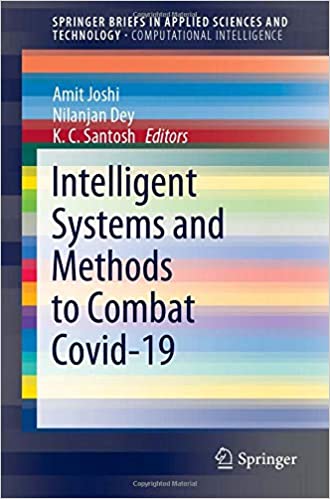 SPRINGER BRIEFS IN APPLIED SCIENCES AND
TECHNOLOGY · COMPUTATIONAL INTELLIGENCE
Amit Joshi
Nilanjan Dey
K. C. Santosh Editors
Intelligent
Systems and
Methods
to Combat
Covid-19
Springer